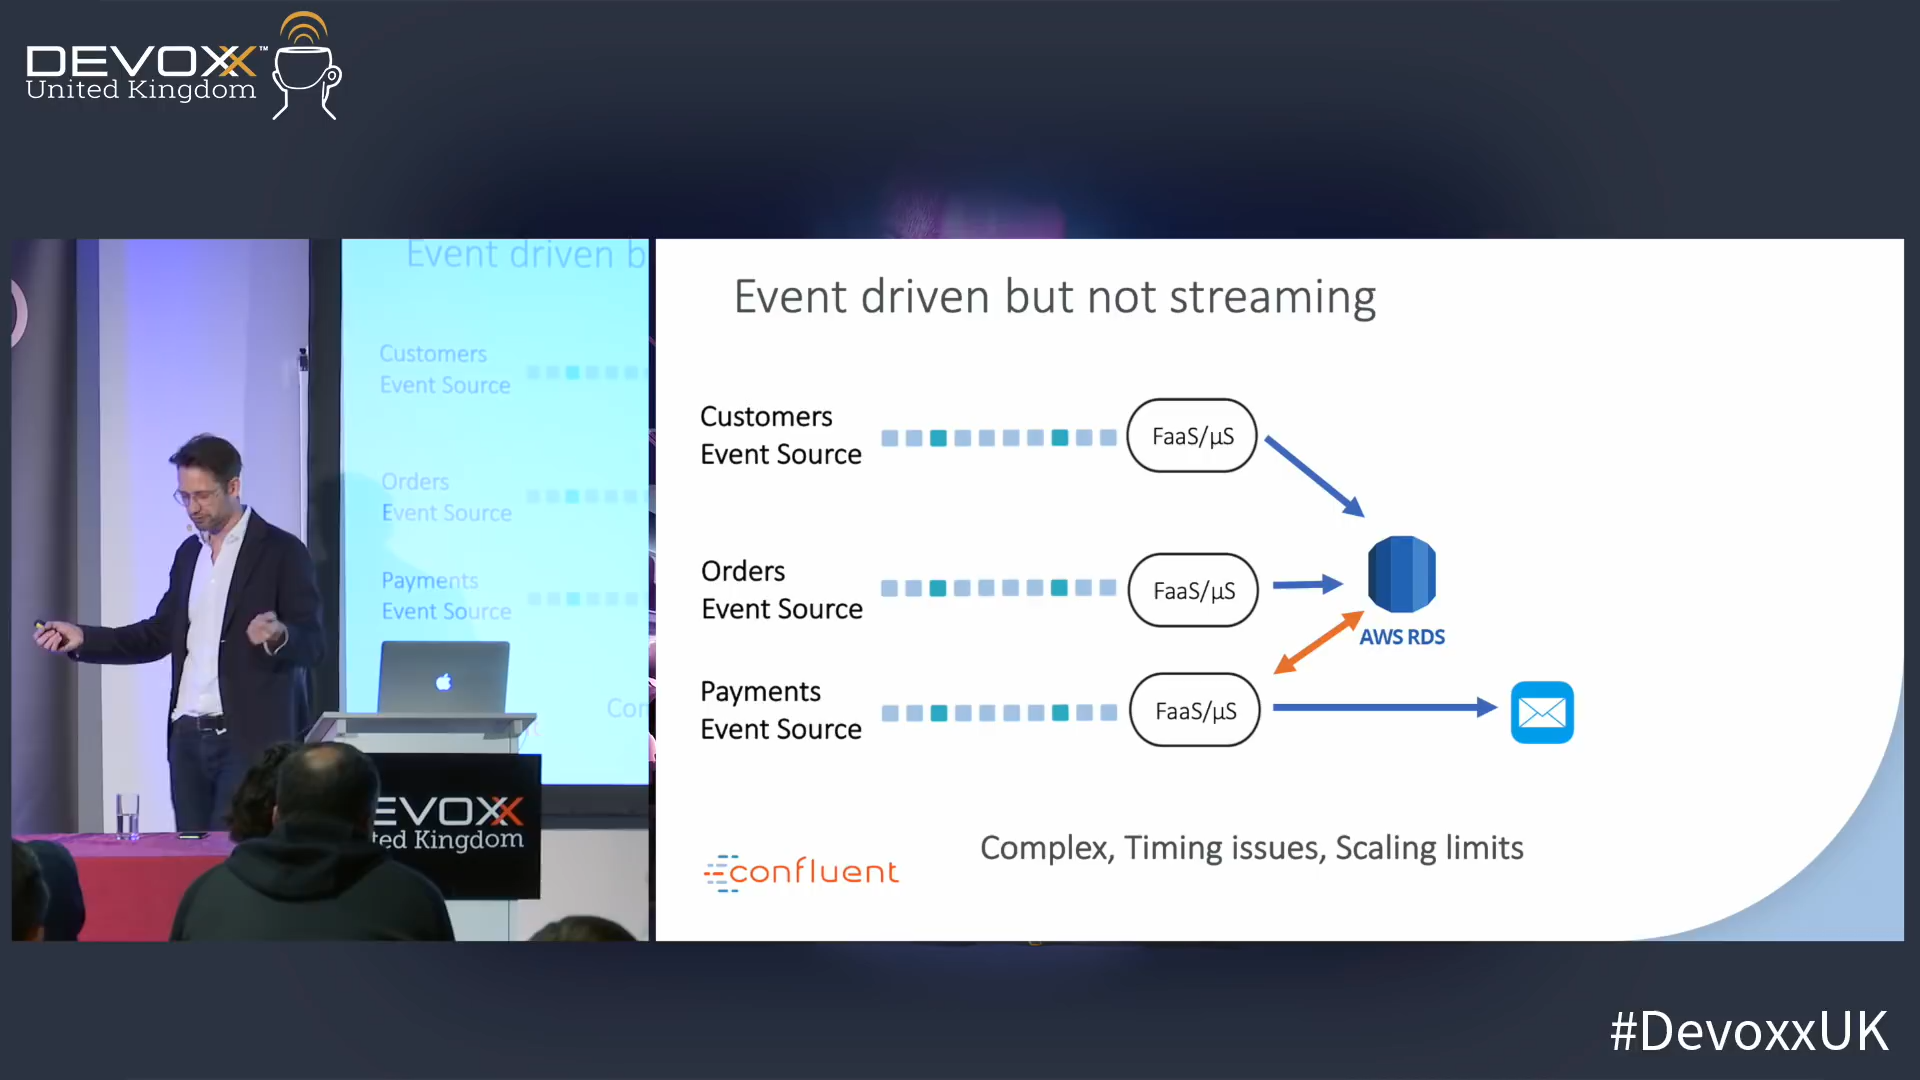 DEVOXX™
United Kingdom
Event driven b
Customers
Event Source
Orders
Event Source
Payments
Event Source
EVOXX
ted Kingdom
Event driven but not streaming
Customers
Event Source
FaaS/µS
Orders
Event Source
FaaS/µS
AWS RDS
Payments
Event Source
FaaS/µS
Complex, Timing issues, Scaling limits
confluent
#DevoxxUK